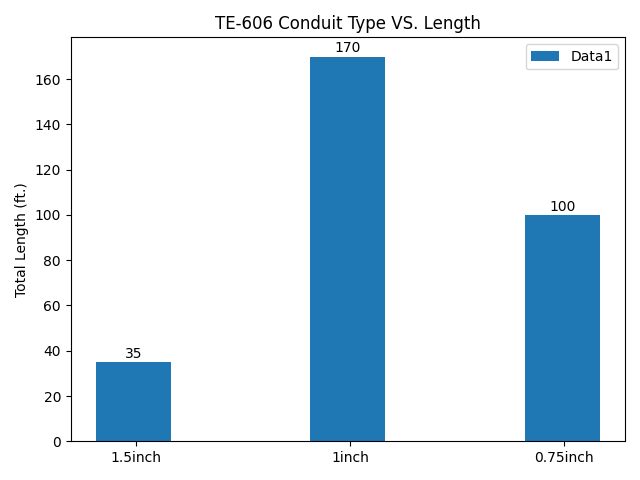 TE-606 Conduit Type VS. Length
170
Data1
160
140
120
100
100
80
60
40
35
20
0
Total Length (ft.)
1.5inch
1inch
0.75inch